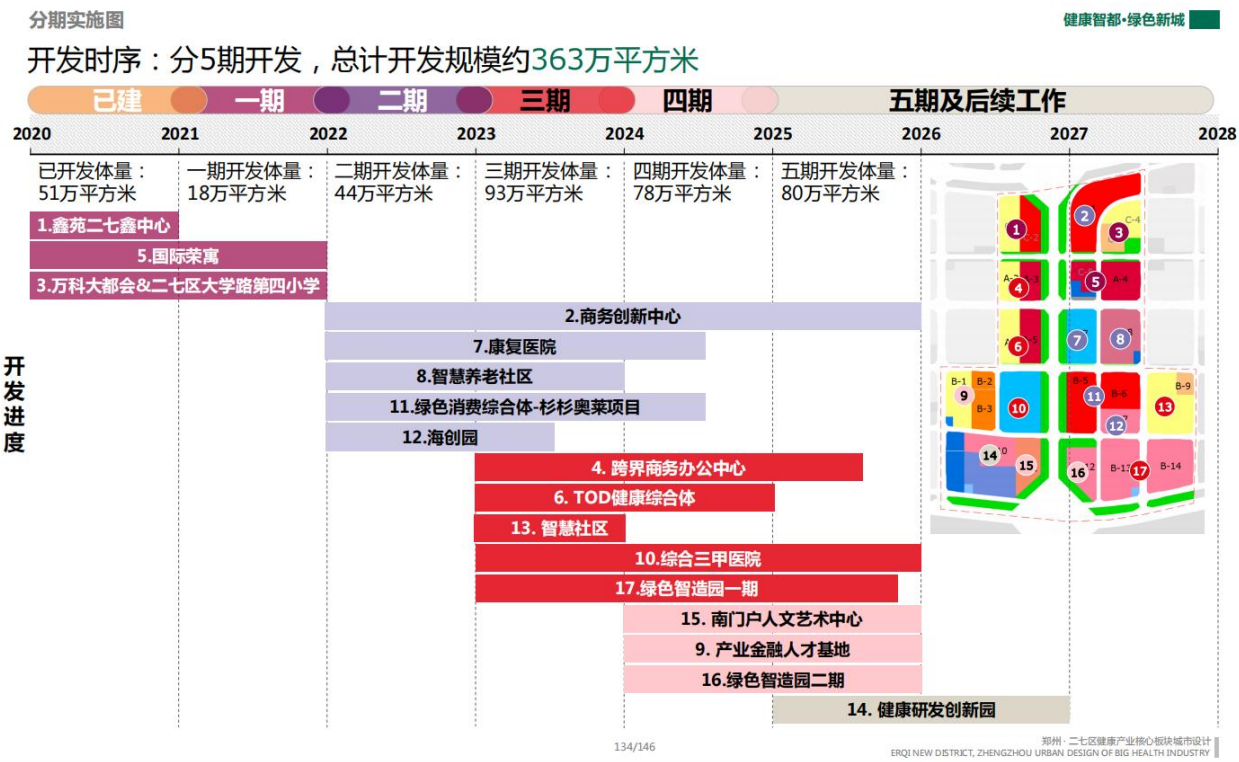 分期实施图
健康智都·绿色新城
开发时序：分5期开发，总计开发规模约363万平方米
已建
一期
二期
三期
四期
五期及后续工作
2020
2021
2022
2023
2024
2025
2026
2027
2028
已开发体量：
51万平方米
一期开发体量：
18万平方米
二期开发体量：
44万平方米
三期开发体量：
93万平方米
四期开发体量：
78万平方米
五期开发体量：
80万平方米
开发进度
1.鑫苑二七鑫中心
5.国际荣寓
3.万科大都会&二七区大学路第四小学
2.商务创新中心
7.康复医院
8.智慧养老社区
11.绿色消费综合体-杉杉奥莱项目
12.海创园
4. 跨界商务办公中心
6. TOD健康综合体
13. 智慧社区
10.综合三甲医院
17.绿色智造园一期
15. 南门户人文艺术中心
9. 产业金融人才基地
16.绿色智造园二期
14. 健康研发创新园
1
2
C-4
3
4
5
A-4
6
7
8
B-1
B-2
9
B-3
10
B-5
11
B-6
12
B-9
13
14
15
16
B-13
17
B-14
134/146
郑州 · 二七区健康产业核心板块城市设计
ERQI NEW DISTRICT, ZHENGZHOU URBAN DESIGN OF BIG HEALTH INDUSTRY